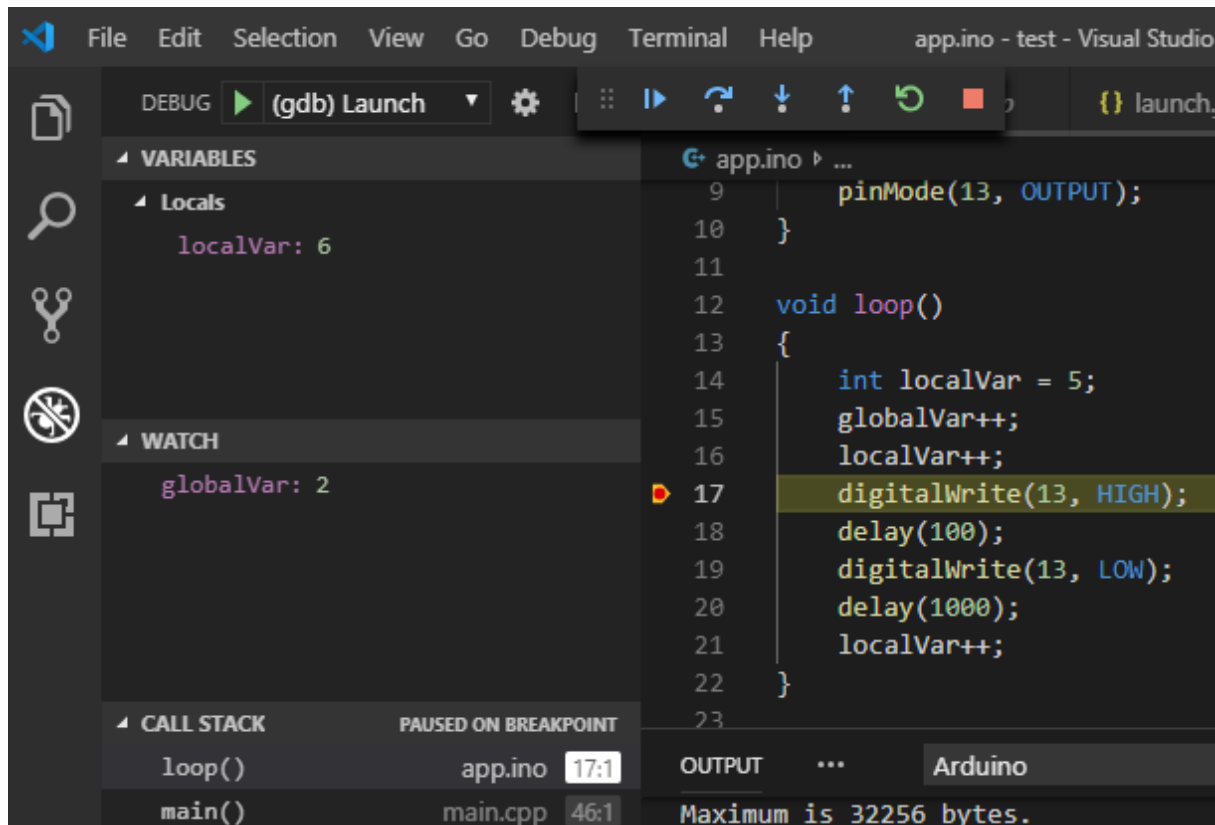 File Edit Selection View Go Debug Terminal Help app.ino - test - Visual Studio
DEBUG (gdb) Launch
{} launch.
VARIABLES
Locals
localVar: 6
WATCH
globalVar: 2
CALL STACK PAUSED ON BREAKPOINT
loop() app.ino 17:1
main() main.cpp 46:1
app.ino ...
9 pinMode(13, OUTPUT);
10 }
11
12 void loop()
13 {
14 int localVar = 5;
15 globalVar++;
16 localVar++;
17 digitalWrite(13, HIGH);
18 delay(100);
19 digitalWrite(13, LOW);
20 delay(1000);
21 localVar++;
22 }
23
OUTPUT ... Arduino
Maximum is 32256 bytes.